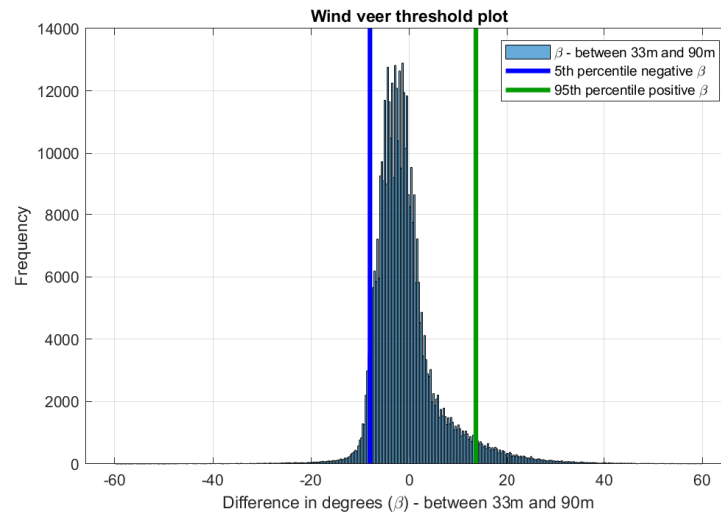 Wind veer threshold plot
14000
12000
10000
8000
6000
4000
2000
0
Frequency
β - between 33m and 90m
5th percentile negative β
95th percentile positive β
-60
-40
-20
0
20
40
60
Difference in degrees (β) - between 33m and 90m